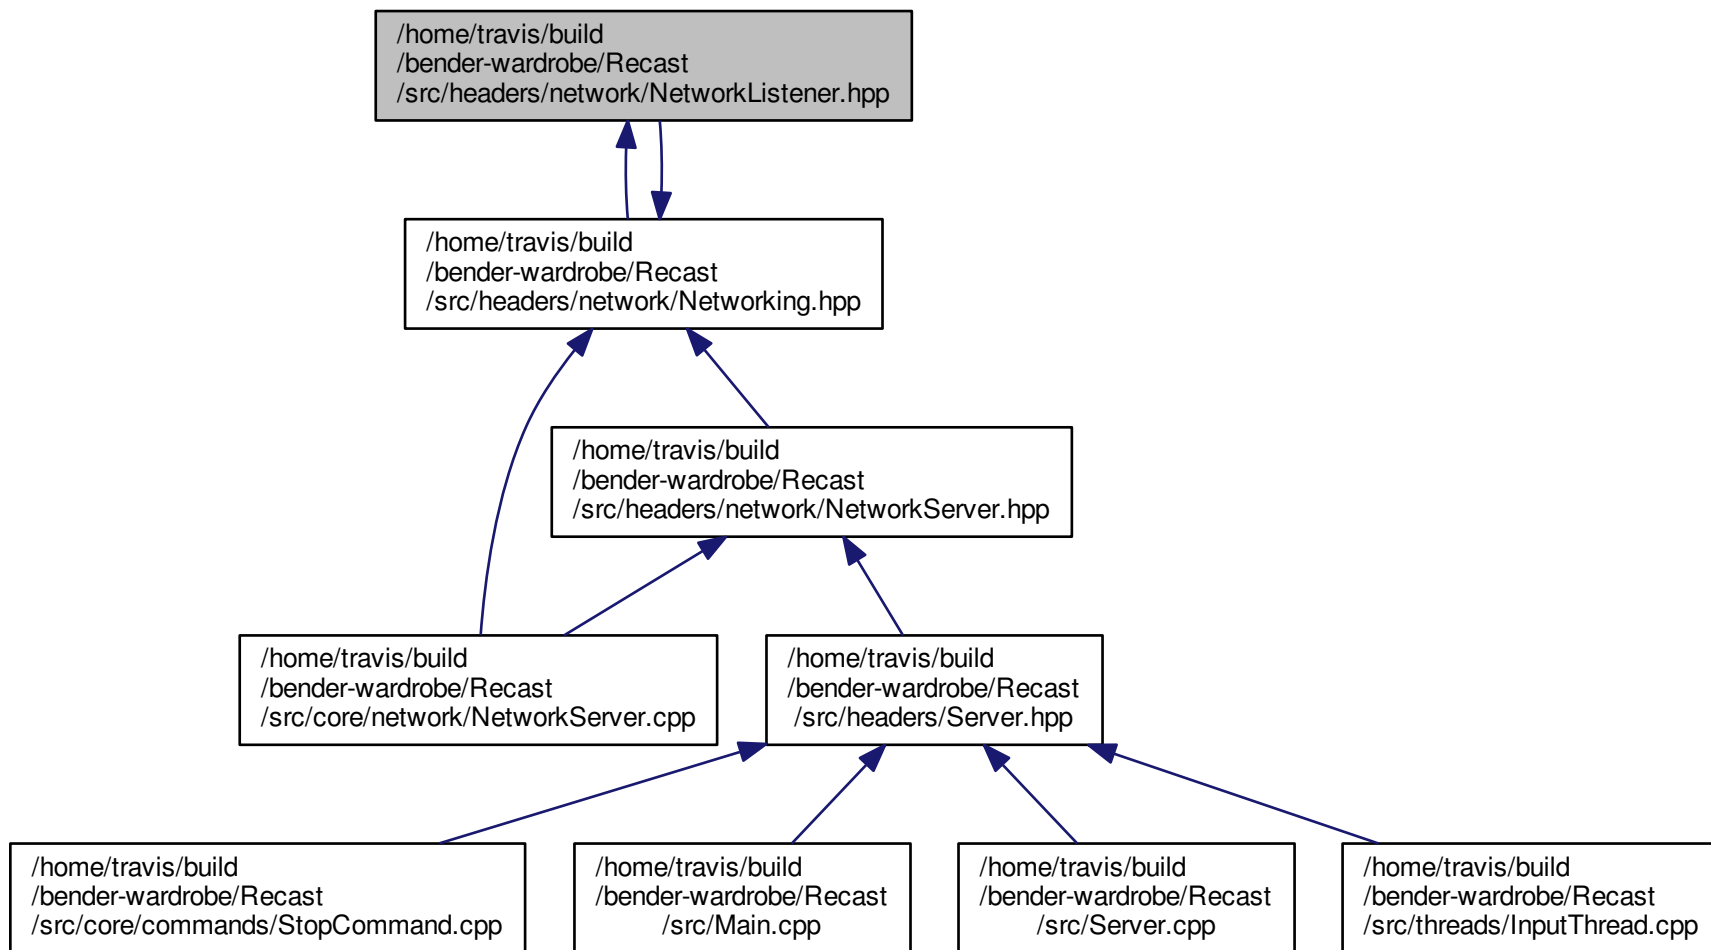 /home/travis/build
/bender-wardrobe/Recast
/src/headers/network/NetworkListener.hpp
/home/travis/build
/bender-wardrobe/Recast
/src/headers/network/Networking.hpp
/home/travis/build
/bender-wardrobe/Recast
/src/headers/network/NetworkServer.hpp
/home/travis/build
/bender-wardrobe/Recast
/src/core/network/NetworkServer.cpp
/home/travis/build
/bender-wardrobe/Recast
/src/headers/Server.hpp
/home/travis/build
/bender-wardrobe/Recast
/src/core/commands/StopCommand.cpp
/home/travis/build
/bender-wardrobe/Recast
/src/Main.cpp
/home/travis/build
/bender-wardrobe/Recast
/src/Server.cpp
/home/travis/build
/bender-wardrobe/Recast
/src/threads/InputThread.cpp